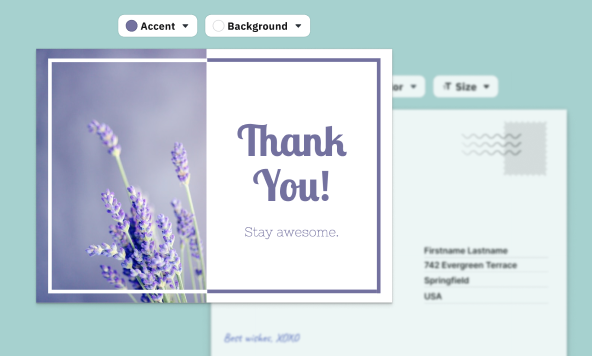 Accent
Background
or
Size
Thank
You!
Stay awesome.
Firstname Lastname
742 Evergreen Terrace
Springfield
USA
Best wishes, XOXO